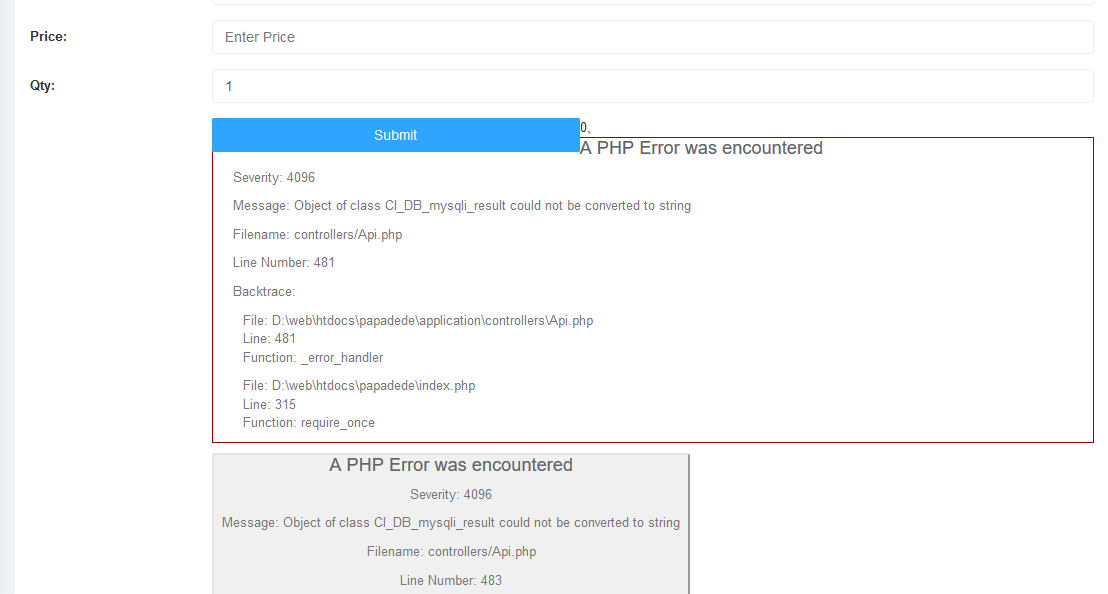 Price:
Enter Price
Qty:
1
Submit
0,
A PHP Error was encountered
Severity: 4096
Message: Object of class CI_DB_mysqli_result could not be converted to string
Filename: controllers/Api.php
Line Number: 481
Backtrace:
File: D:\web\htdocs\papadede\application\controllers\Api.php
Line: 481
Function: _error_handler
File: D:\web\htdocs\papadede\index.php
Line: 315
Function: require_once
A PHP Error was encountered
Severity: 4096
Message: Object of class CI_DB_mysqli_result could not be converted to string
Filename: controllers/Api.php
Line Number: 483